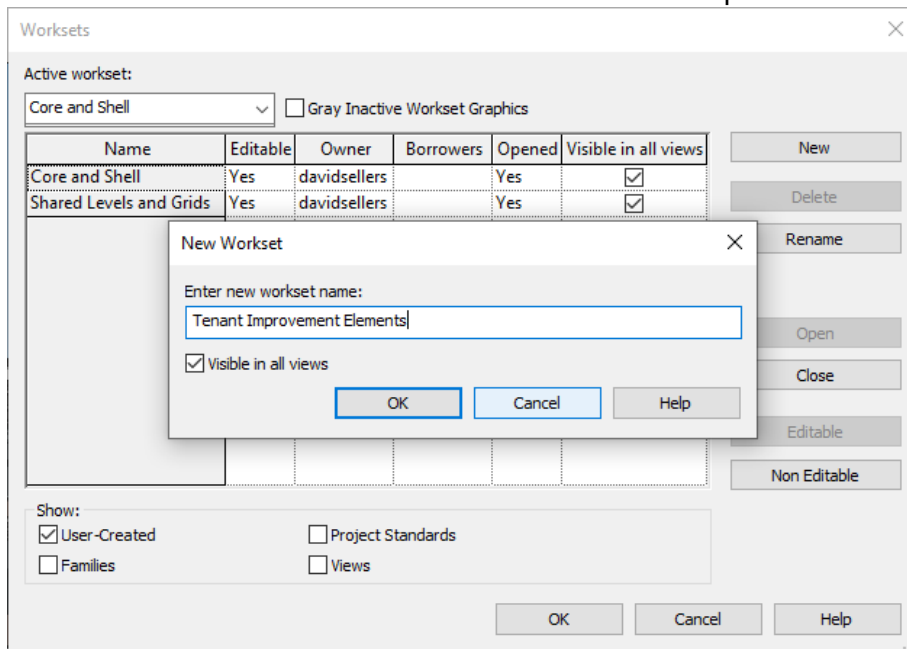 Worksets
Active workset:
Core and Shell
Gray Inactive Workset Graphics
Name Editable Owner Borrowers Opened Visible in all views New
Core and Shell Yes davidsellers Yes
Shared Levels and Grids Yes davidsellers Yes Delete
New Workset Rename
Enter new workset name:
Tenant Improvement Elements
Open
Visible in all views
Close
OK Cancel Help
Editable
Non Editable
Show:
User-Created Project Standards
Families Views
OK Cancel Help